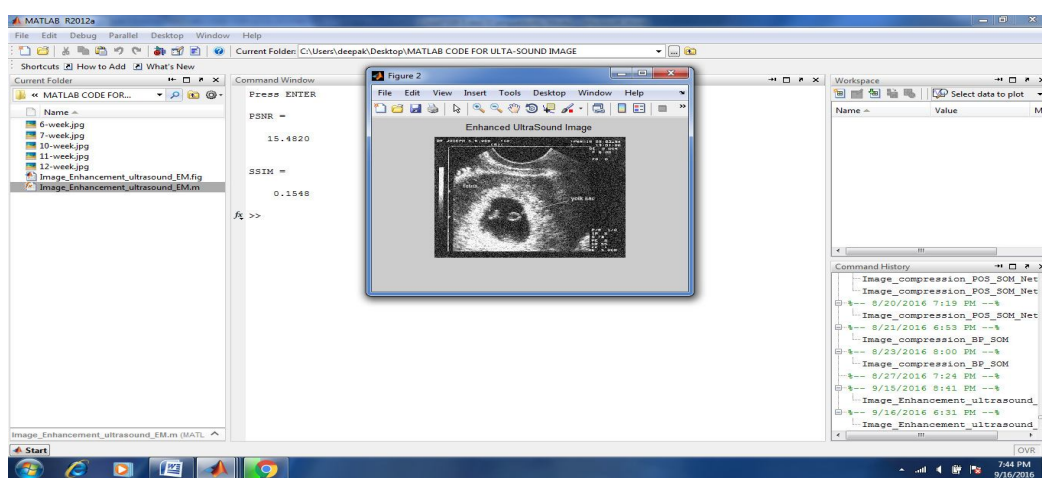 MATLAB R2012a
File Edit Debug Parallel Desktop Window Help
Current Folder: C:\Users\deepak\Desktop\MATLAB CODE FOR ULTA-SOUND IMAGE
Shortcuts How to Add What's New
Current Folder
« MATLAB CODE FOR...
Name
6-week.jpg
7-week.jpg
10-week.jpg
11-week.jpg
12-week.jpg
Image_Enhancement_ultrasound_EM.fig
Image_Enhancement_ultrasound_EM.m
Image_Enhancement_ultrasound_EM.m (MATL
Command Window
Press ENTER
PSNR =
15.4820
SSIM =
0.1548
fx >>
Figure 2
File Edit View Insert Tools Desktop Window Help
Enhanced UltraSound Image
fetus
yolk sac
Workspace
Select data to plot
Name Value M
Command History
Image_compression_POS_SOM_Net
Image_compression_POS_SOM_Net
%-- 8/20/2016 7:19 PM --%
Image_compression_POS_SOM_Net
%-- 8/21/2016 6:53 PM --%
Image_compression_BP_SOM
%-- 8/23/2016 8:00 PM --%
Image_compression_BP_SOM
%-- 8/27/2016 7:24 PM --%
%-- 9/15/2016 8:41 PM --%
Image_Enhancement_ultrasound_
%-- 9/16/2016 6:31 PM --%
Image_Enhancement_ultrasound_
Start
OVR
7:44 PM
9/16/2016